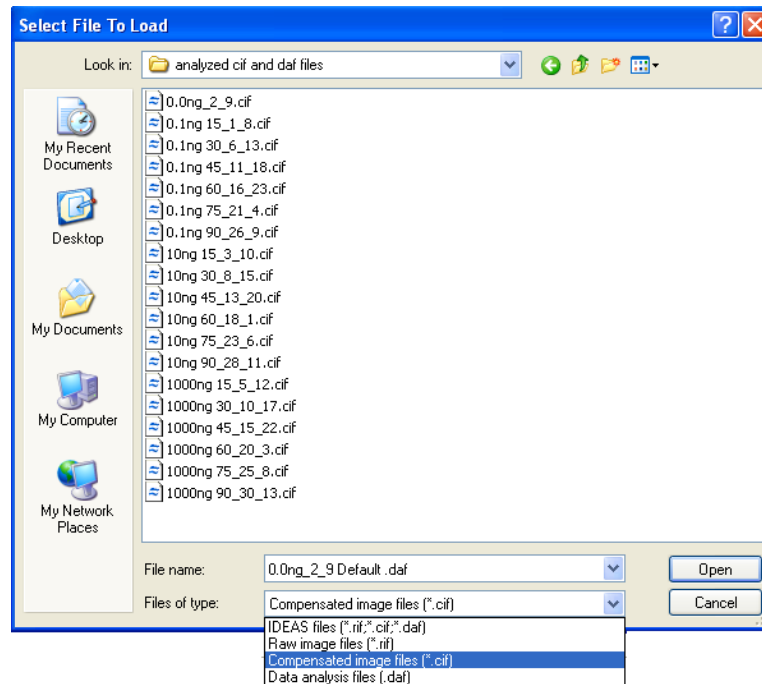 Select File To Load
Look in: analyzed cif and daf files
My Recent
Documents
Desktop
My Documents
My Computer
My Network
Places
0.0ng_2_9.cif
0.1ng 15_1_8.cif
0.1ng 30_6_13.cif
0.1ng 45_11_18.cif
0.1ng 60_16_23.cif
0.1ng 75_21_4.cif
0.1ng 90_26_9.cif
10ng 15_3_10.cif
10ng 30_8_15.cif
10ng 45_13_20.cif
10ng 60_18_1.cif
10ng 75_23_6.cif
10ng 90_28_11.cif
1000ng 15_5_12.cif
1000ng 30_10_17.cif
1000ng 45_15_22.cif
1000ng 60_20_3.cif
1000ng 75_25_8.cif
1000ng 90_30_13.cif
File name: 0.0ng_2_9 Default .daf Open
Files of type: Compensated image files (*.cif) Cancel
IDEAS files (*.rif;*.cif;*.daf)
Raw image files (*.rif)
Compensated image files (*.cif)
Data analysis files (.daf)